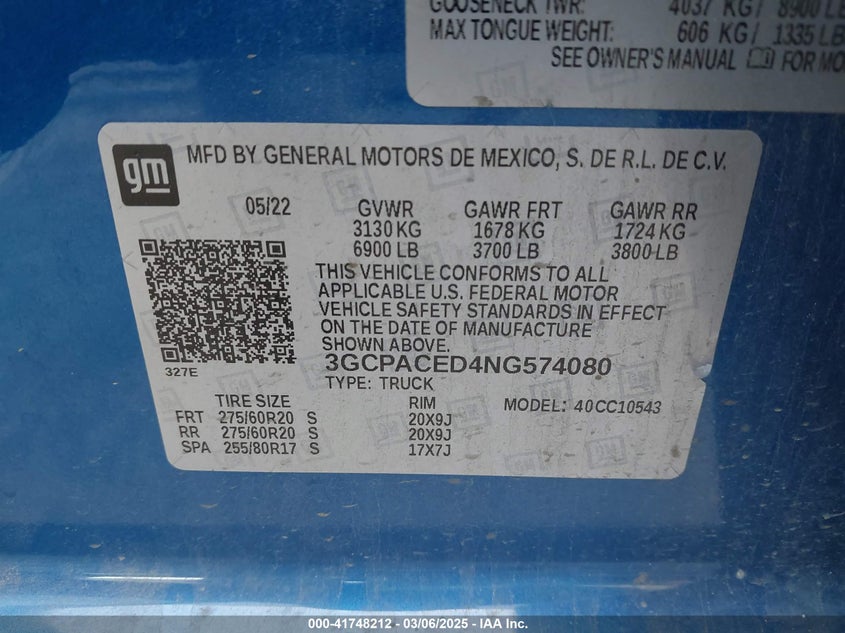 GOOSENECK TWR: 4037 KG/ 8900 LB
MAX TONGUE WEIGHT: 606 KG/ 1335 LB
SEE OWNER'S MANUAL FOR MO
gm
MFD BY GENERAL MOTORS DE MEXICO, S. DE R.L. DE C.V.
05/22 GVWR GAWR FRT GAWR RR
3130 KG 1678 KG 1724 KG
6900 LB 3700 LB 3800 LB
THIS VEHICLE CONFORMS TO ALL
APPLICABLE U.S. FEDERAL MOTOR
VEHICLE SAFETY STANDARDS IN EFFECT
ON THE DATE OF MANUFACTURE
SHOWN ABOVE.
327E
3GCPACED4NG574080
TYPE: TRUCK
TIRE SIZE RIM MODEL: 40CC10543
FRT 275/60R20 S 20X9J
RR 275/60R20 S 20X9J
SPA 255/80R17 S 17X7J
000-41748212 - 03/06/2025 - IAA Inc.